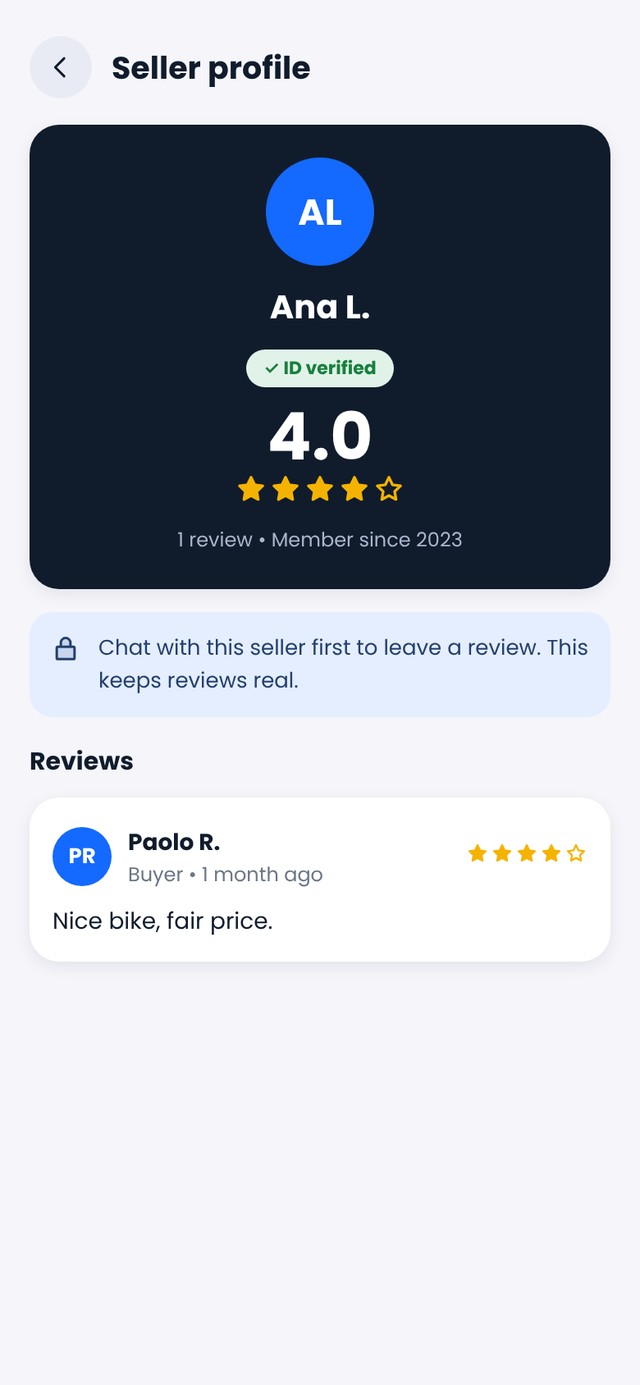 Seller profile
AL
Ana L.
✓ ID verified
4.0
1 review • Member since 2023
Chat with this seller first to leave a review. This
keeps reviews real.
Reviews
PR
Paolo R.
Buyer • 1 month ago
Nice bike, fair price.